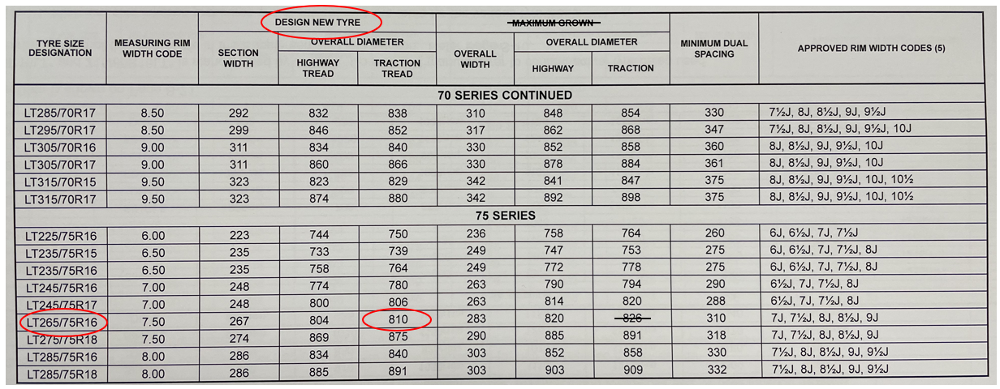 TYRE SIZE DESIGNATION | MEASURING RIM WIDTH CODE | DESIGN NEW TYRE | MAXIMUM GROWN | MINIMUM DUAL SPACING | APPROVED RIM WIDTH CODES (5)
SECTION WIDTH | OVERALL DIAMETER | OVERALL WIDTH | OVERALL DIAMETER
HIGHWAY TREAD | TRACTION TREAD | HIGHWAY | TRACTION
70 SERIES CONTINUED
LT285/70R17 | 8.50 | 292 | 832 | 838 | 310 | 848 | 854 | 330 | 7½J, 8J, 8½J, 9J, 9½J
LT295/70R17 | 8.50 | 299 | 846 | 852 | 317 | 862 | 868 | 347 | 7½J, 8J, 8½J, 9J, 9½J, 10J
LT305/70R16 | 9.00 | 311 | 834 | 840 | 330 | 852 | 858 | 360 | 8J, 8½J, 9J, 9½J, 10J
LT305/70R17 | 9.00 | 311 | 860 | 866 | 330 | 878 | 884 | 361 | 8J, 8½J, 9J, 9½J, 10J
LT315/70R15 | 9.50 | 323 | 823 | 829 | 342 | 841 | 847 | 375 | 8J, 8½J, 9J, 9½J, 10J, 10½
LT315/70R17 | 9.50 | 323 | 874 | 880 | 342 | 892 | 898 | 375 | 8J, 8½J, 9J, 9½J, 10J, 10½
75 SERIES
LT225/75R16 | 6.00 | 223 | 744 | 750 | 236 | 758 | 764 | 260 | 6J, 6½J, 7J, 7½J
LT235/75R15 | 6.50 | 235 | 733 | 739 | 249 | 747 | 753 | 275 | 6J, 6½J, 7J, 7½J, 8J
LT235/75R16 | 6.50 | 235 | 758 | 764 | 249 | 772 | 778 | 275 | 6J, 6½J, 7J, 7½J, 8J
LT245/75R16 | 7.00 | 248 | 774 | 780 | 263 | 790 | 794 | 290 | 6½J, 7J, 7½J, 8J
LT245/75R17 | 7.00 | 248 | 800 | 806 | 263 | 814 | 820 | 288 | 6½J, 7J, 7½J, 8J
LT265/75R16 | 7.50 | 267 | 804 | 810 | 283 | 820 | 826 | 310 | 7J, 7½J, 8J, 8½J, 9J
LT275/75R18 | 7.50 | 274 | 869 | 875 | 290 | 885 | 891 | 318 | 7J, 7½J, 8J, 8½J, 9J
LT285/75R16 | 8.00 | 286 | 834 | 840 | 303 | 852 | 858 | 330 | 7½J, 8J, 8½J, 9J, 9½J
LT285/75R18 | 8.00 | 286 | 885 | 891 | 303 | 903 | 909 | 332 | 7½J, 8J, 8½J, 9J, 9½J